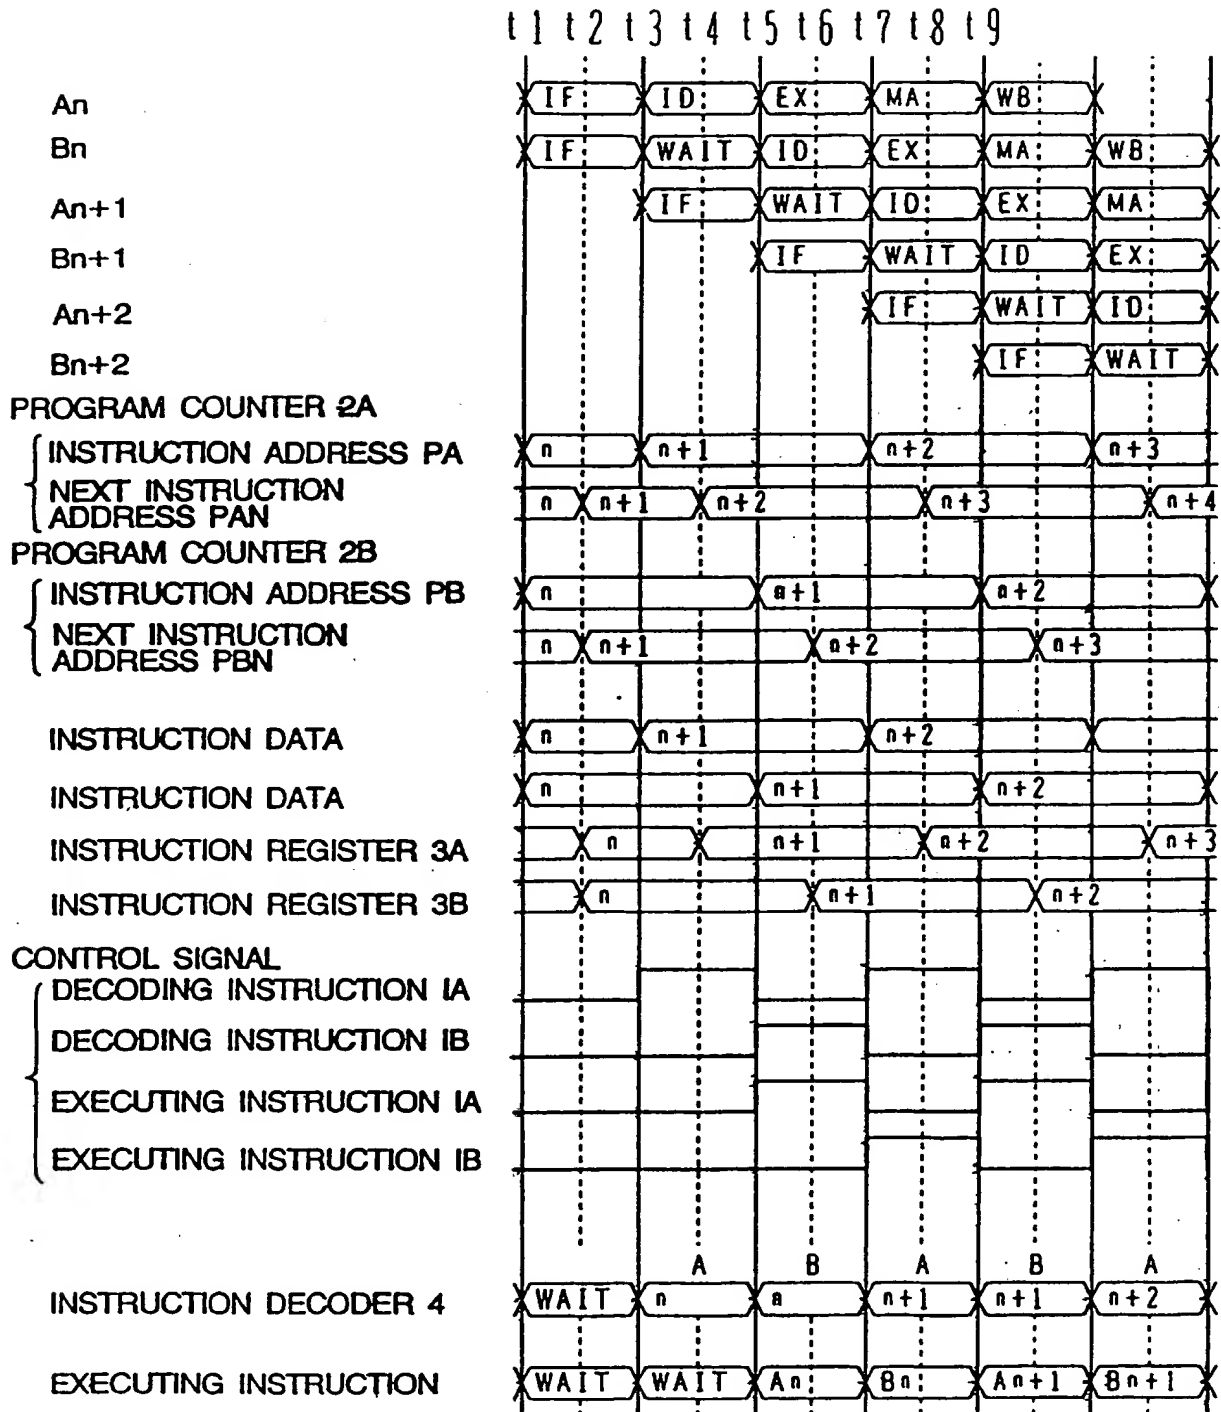 t1 t2 t3 t4 t5 t6 t7 t8 t9
An IF ID EX MA WB
Bn IF WAIT ID EX MA WB
An+1 IF WAIT ID EX MA
Bn+1 IF WAIT ID EX
An+2 IF WAIT ID
Bn+2 IF WAIT
PROGRAM COUNTER 2A
INSTRUCTION ADDRESS PA n n+1 n+2 n+3
NEXT INSTRUCTION
ADDRESS PAN n n+1 n+2 n+3 n+4
PROGRAM COUNTER 2B
INSTRUCTION ADDRESS PB n n+1 n+2
NEXT INSTRUCTION
ADDRESS PBN n n+1 n+2 n+3
INSTRUCTION DATA n n+1 n+2
INSTRUCTION DATA n n+1 n+2
INSTRUCTION REGISTER 3A n n+1 n+2 n+3
INSTRUCTION REGISTER 3B n n+1 n+2
CONTROL SIGNAL
DECODING INSTRUCTION IA
DECODING INSTRUCTION IB
EXECUTING INSTRUCTION IA
EXECUTING INSTRUCTION IB
A B A B A
INSTRUCTION DECODER 4 WAIT n n n+1 n+1 n+2
EXECUTING INSTRUCTION WAIT WAIT An Bn An+1 Bn+1